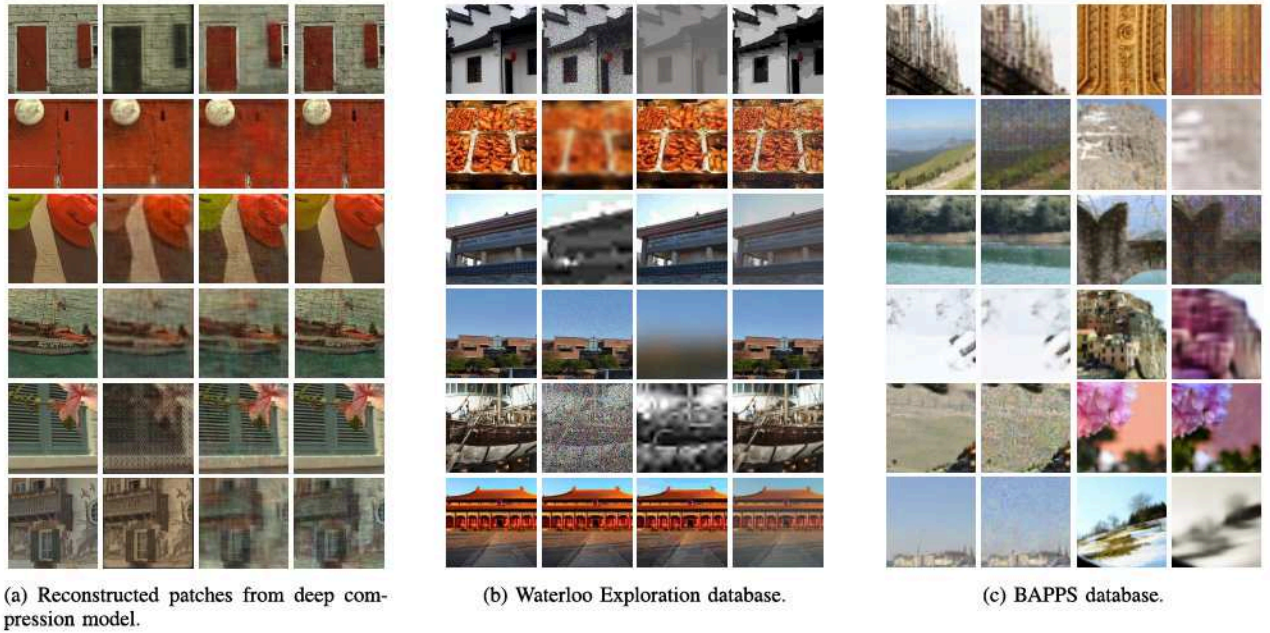 (a) Reconstructed patches from deep com-
pression model.
(b) Waterloo Exploration database.
(c) BAPPS database.